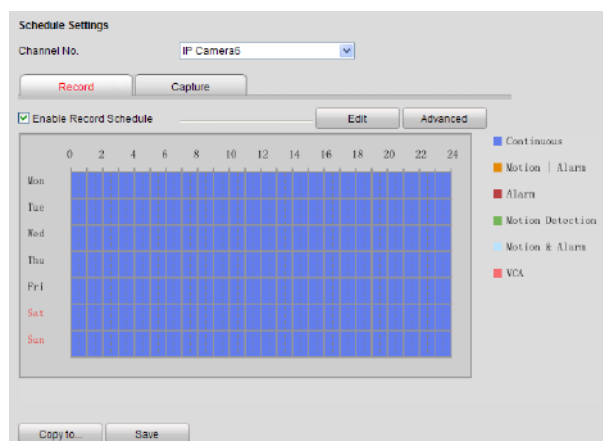 Schedule Settings
Channel No. IP Camera6
Record Capture
Enable Record Schedule Edit Advanced
0 2 4 6 8 10 12 14 16 18 20 22 24
Mon
Tue
Wed
Thu
Fri
Sat
Sun
Continuous
Motion | Alarm
Alarm
Motion Detection
Motion & Alarm
VCA
Copy to... Save